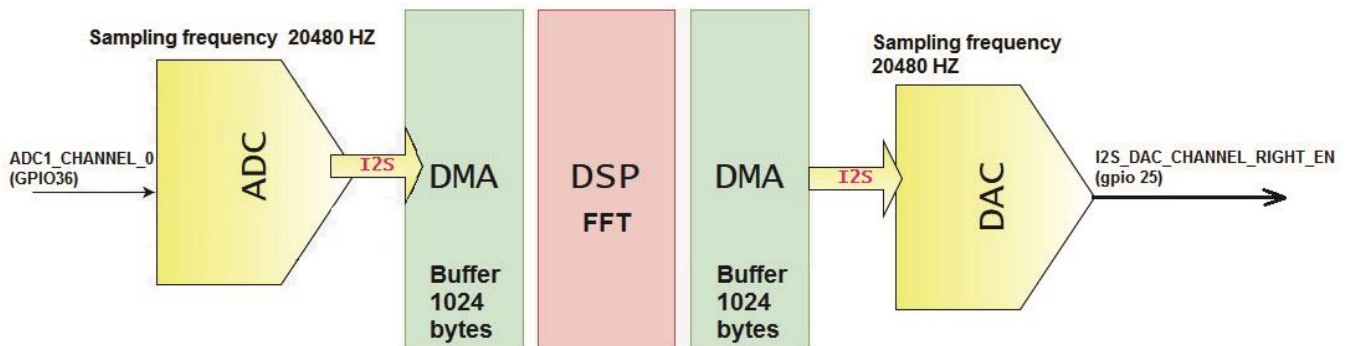 Sampling frequency 20480 HZ
ADC1_CHANNEL_0
(GPIO36)
ADC
I2S
DMA
Buffer
1024
bytes
DSP
FFT
DMA
Buffer
1024
bytes
I2S
Sampling frequency
20480 HZ
DAC
I2S_DAC_CHANNEL_RIGHT_EN
(gpio 25)